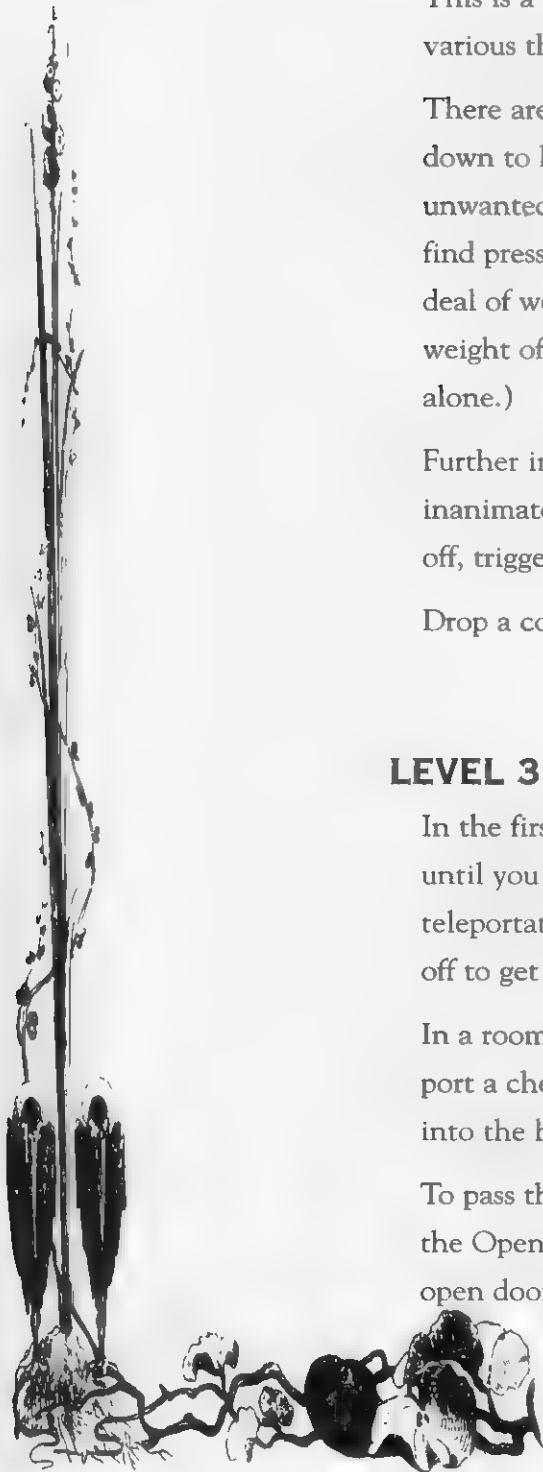 This is a
various th
There are
down to l
unwanted
find press
deal of we
weight of
alone.)
Further in
inanimate
off, trigge
Drop a co
LEVEL 3
In the firs
until you
teleportat
off to get
In a room
port a che
into the h
To pass th
the Open
open door